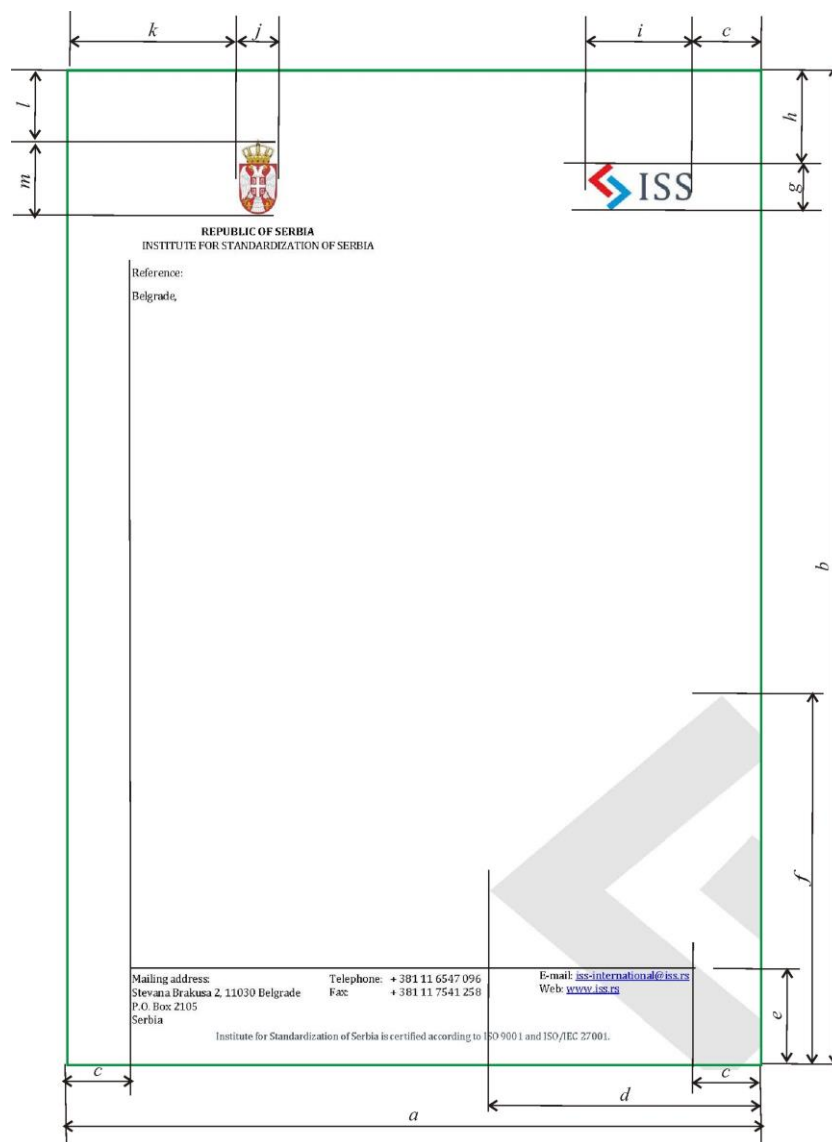 k j i c
l h
m g
ISS
REPUBLIC OF SERBIA
INSTITUTE FOR STANDARDIZATION OF SERBIA
Reference:
Belgrade,
b
f
Mailing address: Telephone: + 381 11 6547 096 E-mail: iss-international@iss.rs
Stevana Brakusa 2, 11030 Belgrade Fax: + 381 11 7541 258 Web: www.iss.rs
P.O. Box 2105
Serbia
e
Institute for Standardization of Serbia is certified according to ISO 9001 and ISO/IEC 27001.
c c
d
a